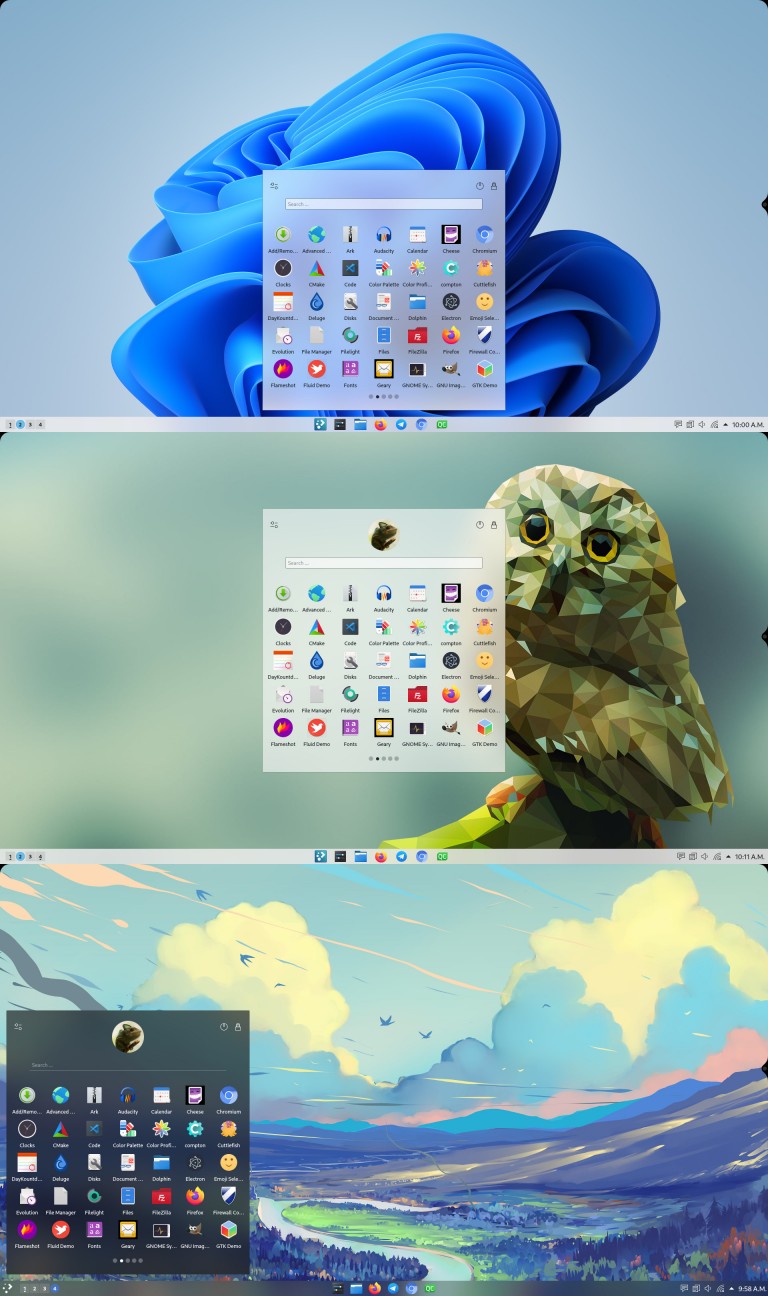 Search ...
Add/Remo... Advanced ... Ark Audacity Calendar Cheese Chromium
Clocks CMake Code Color Palette Color Profi... compton Cuttlefish
DayKountd... Deluge Disks Document ... Dolphin Electron Emoji Sele...
Evolution File Manager Filelight Files FileZilla Firefox Firewall Co...
Flameshot Fluid Demo Fonts Geary GNOME Sy... GNU Imag... GTK Demo
1 2 3 4 QC 10:00 A.M.
Search ...
Add/Remo... Advanced ... Ark Audacity Calendar Cheese Chromium
Clocks CMake Code Color Palette Color Profi... compton Cuttlefish
DayKountd... Deluge Disks Document ... Dolphin Electron Emoji Sele...
Evolution File Manager Filelight Files FileZilla Firefox Firewall Co...
Flameshot Fluid Demo Fonts Geary GNOME Sy... GNU Imag... GTK Demo
1 2 3 4 QC 10:11 A.M.
Search ...
Add/Remo... Advanced ... Ark Audacity Calendar Cheese Chromium
Clocks CMake Code Color Palette Color Profi... compton Cuttlefish
DayKountd... Deluge Disks Document ... Dolphin Electron Emoji Sele...
Evolution File Manager Filelight Files FileZilla Firefox Firewall Co...
Flameshot Fluid Demo Fonts Geary GNOME Sy... GNU Imag... GTK Demo
1 2 3 4 QC 9:58 A.M.